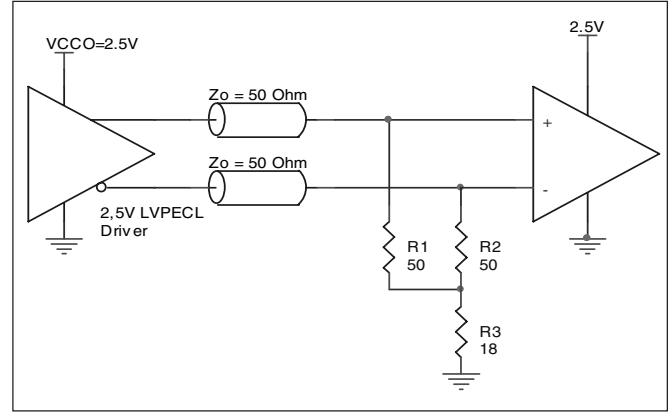 VCCO=2.5V
2.5V
Zo = 50 Ohm
+
Zo = 50 Ohm
-
2,5V LVPECL
Driver
R1
50
R2
50
R3
18